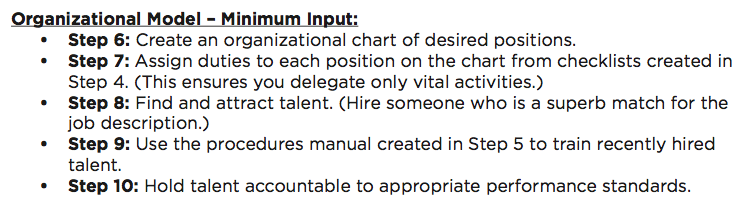 Organizational Model – Minimum Input:
• Step 6: Create an organizational chart of desired positions.
• Step 7: Assign duties to each position on the chart from checklists created in
Step 4. (This ensures you delegate only vital activities.)
• Step 8: Find and attract talent. (Hire someone who is a superb match for the
job description.)
• Step 9: Use the procedures manual created in Step 5 to train recently hired
talent.
• Step 10: Hold talent accountable to appropriate performance standards.